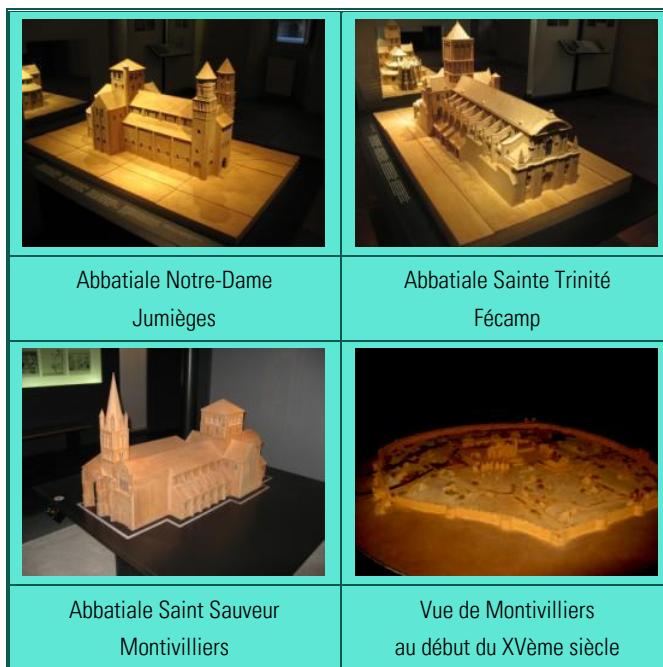 Abbatiale Notre-Dame
Jumièges
Abbatiale Sainte Trinité
Fécamp
Abbatiale Saint Sauveur
Montivilliers
Vue de Montivilliers
au début du XVème siècle